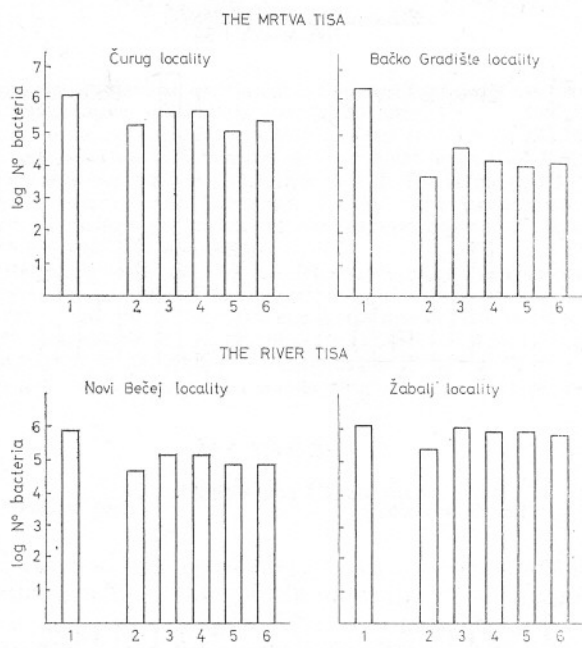 THE MRTVA TISA
Čurug locality
Bačko Gradište locality
log Nº bacteria
7
6
5
4
3
2
1
1 2 3 4 5 6
1 2 3 4 5 6
THE RIVER TISA
Novi Bečej locality
Žabalj locality
log Nº bacteria
6
5
4
3
2
1
1 2 3 4 5 6
1 2 3 4 5 6